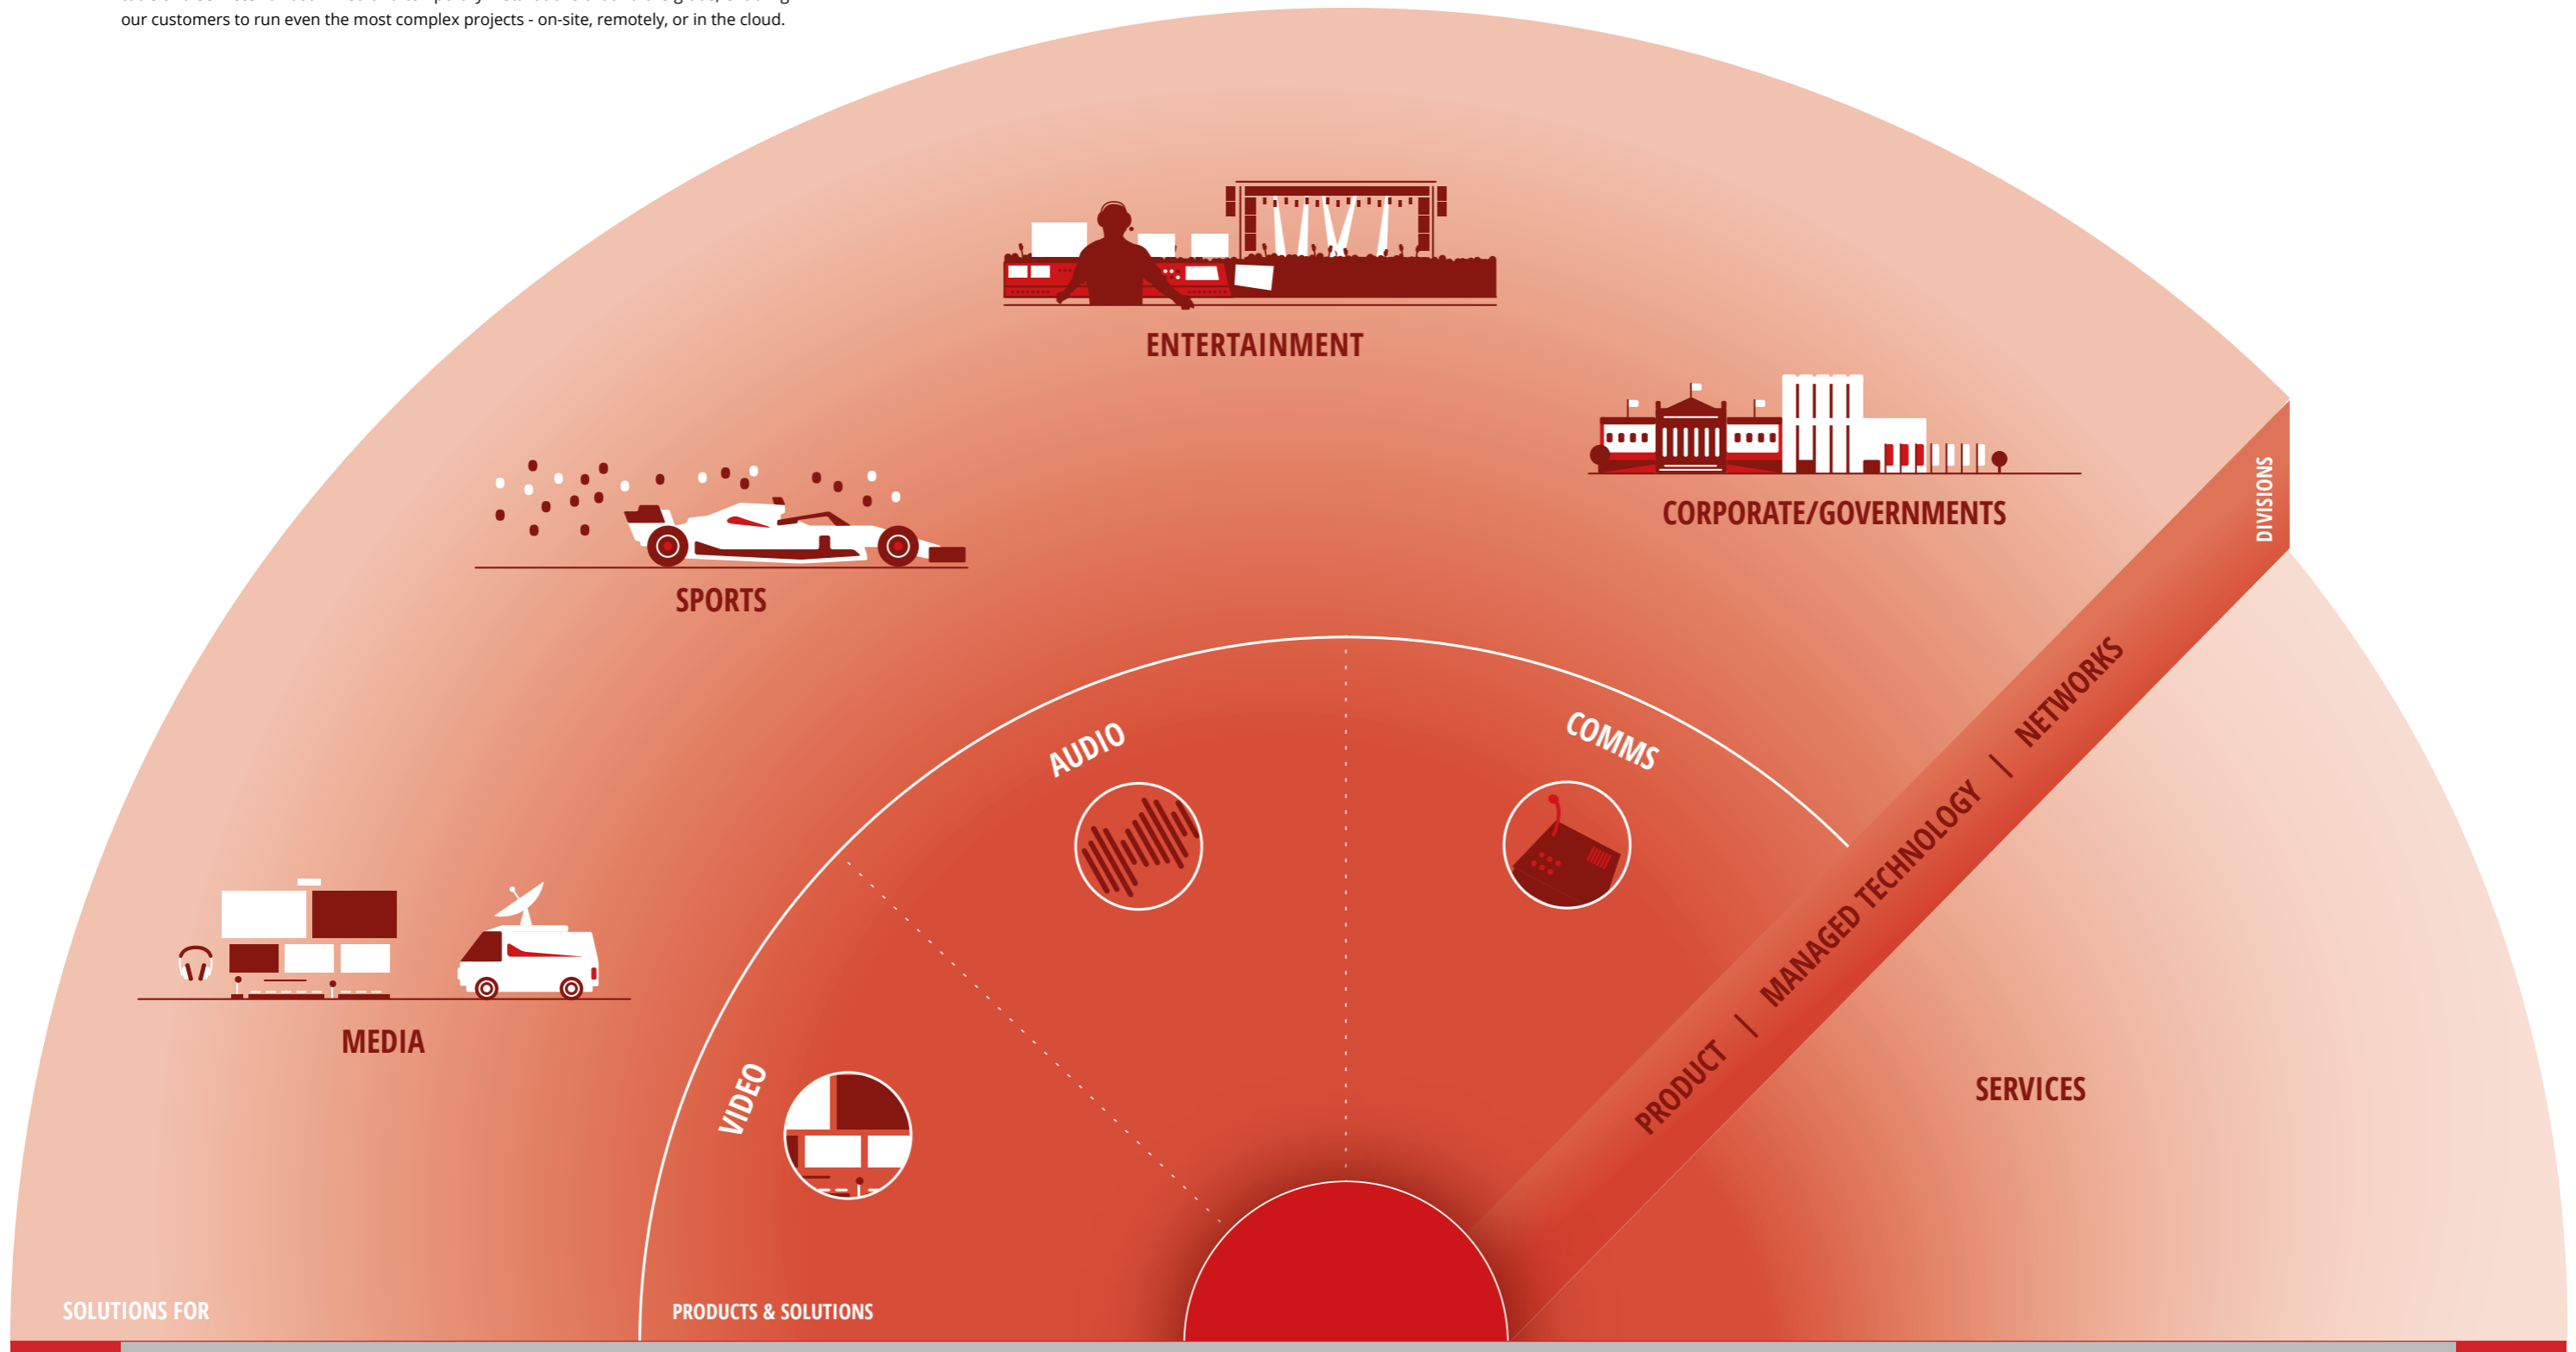 our customers to run even the most complex projects - on-site, remotely, or in the cloud.
ENTERTAINMENT
CORPORATE/GOVERNMENTS
DIVISIONS
SPORTS
PRODUCT | MANAGED TECHNOLOGY | NETWORKS
AUDIO
COMMS
MEDIA
VIDEO
SERVICES
SOLUTIONS FOR
PRODUCTS & SOLUTIONS